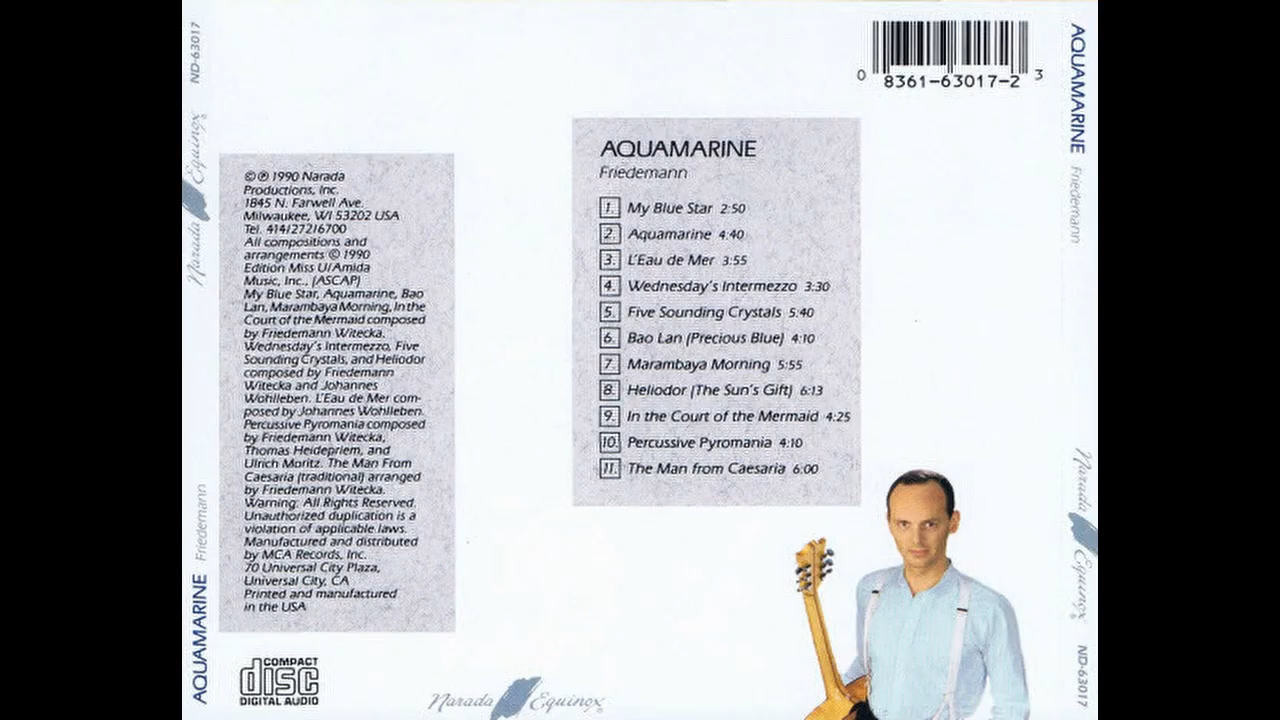 ND-63017
Narada Equinox
Friedemann
AQUAMARINE
© ℗ 1990 Narada
Productions, Inc.
1845 N. Farwell Ave.
Milwaukee, WI 53202 USA
Tel. 414/272/6700
All compositions and
arrangements © 1990
Edition Miss U/Amida
Music, Inc., (ASCAP)
My Blue Star, Aquamarine, Bao
Lan, Marambaya Morning, In the
Court of the Mermaid composed
by Friedemann Witecka.
Wednesday's Intermezzo, Five
Sounding Crystals, and Heliodor
composed by Friedemann
Witecka and Johannes
Wohlleben. L'Eau de Mer com-
posed by Johannes Wohlleben.
Percussive Pyromania composed
by Friedemann Witecka,
Thomas Heidepriem, and
Ulrich Moritz. The Man From
Caesaria (traditional) arranged
by Friedemann Witecka.
Warning: All Rights Reserved.
Unauthorized duplication is a
violation of applicable laws.
Manufactured and distributed
by MCA Records, Inc.
70 Universal City Plaza,
Universal City, CA
Printed and manufactured
in the USA
COMPACT
disc
DIGITAL AUDIO
AQUAMARINE
Friedemann
1. My Blue Star 2:50
2. Aquamarine 4:40
3. L'Eau de Mer 3:55
4. Wednesday's Intermezzo 3:30
5. Five Sounding Crystals 5:40
6. Bao Lan (Precious Blue) 4:10
7. Marambaya Morning 5:55
8. Heliodor (The Sun's Gift) 6:13
9. In the Court of the Mermaid 4:25
10. Percussive Pyromania 4:10
11. The Man from Caesaria 6:00
Narada Equinox®
0 8361-63017-2 3
AQUAMARINE
Friedemann
Narada Equinox®
ND-63017